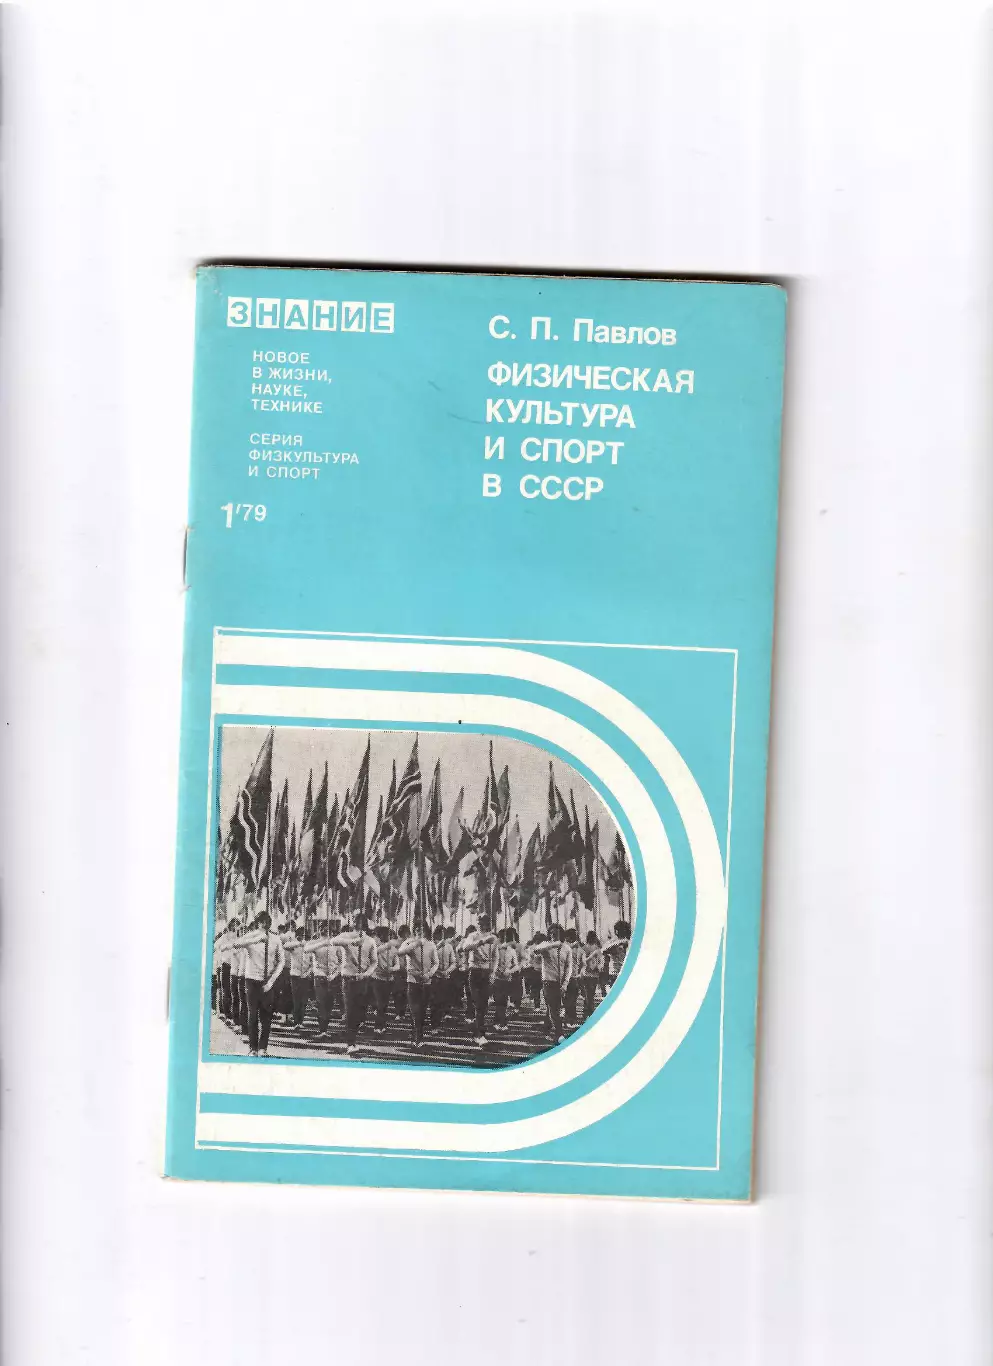 ЗНАНИЕ
НОВОЕ
В ЖИЗНИ,
НАУКЕ,
ТЕХНИКЕ
СЕРИЯ
ФИЗКУЛЬТУРА
И СПОРТ
1'79
С. П. Павлов
ФИЗИЧЕСКАЯ
КУЛЬТУРА
И СПОРТ
В СССР